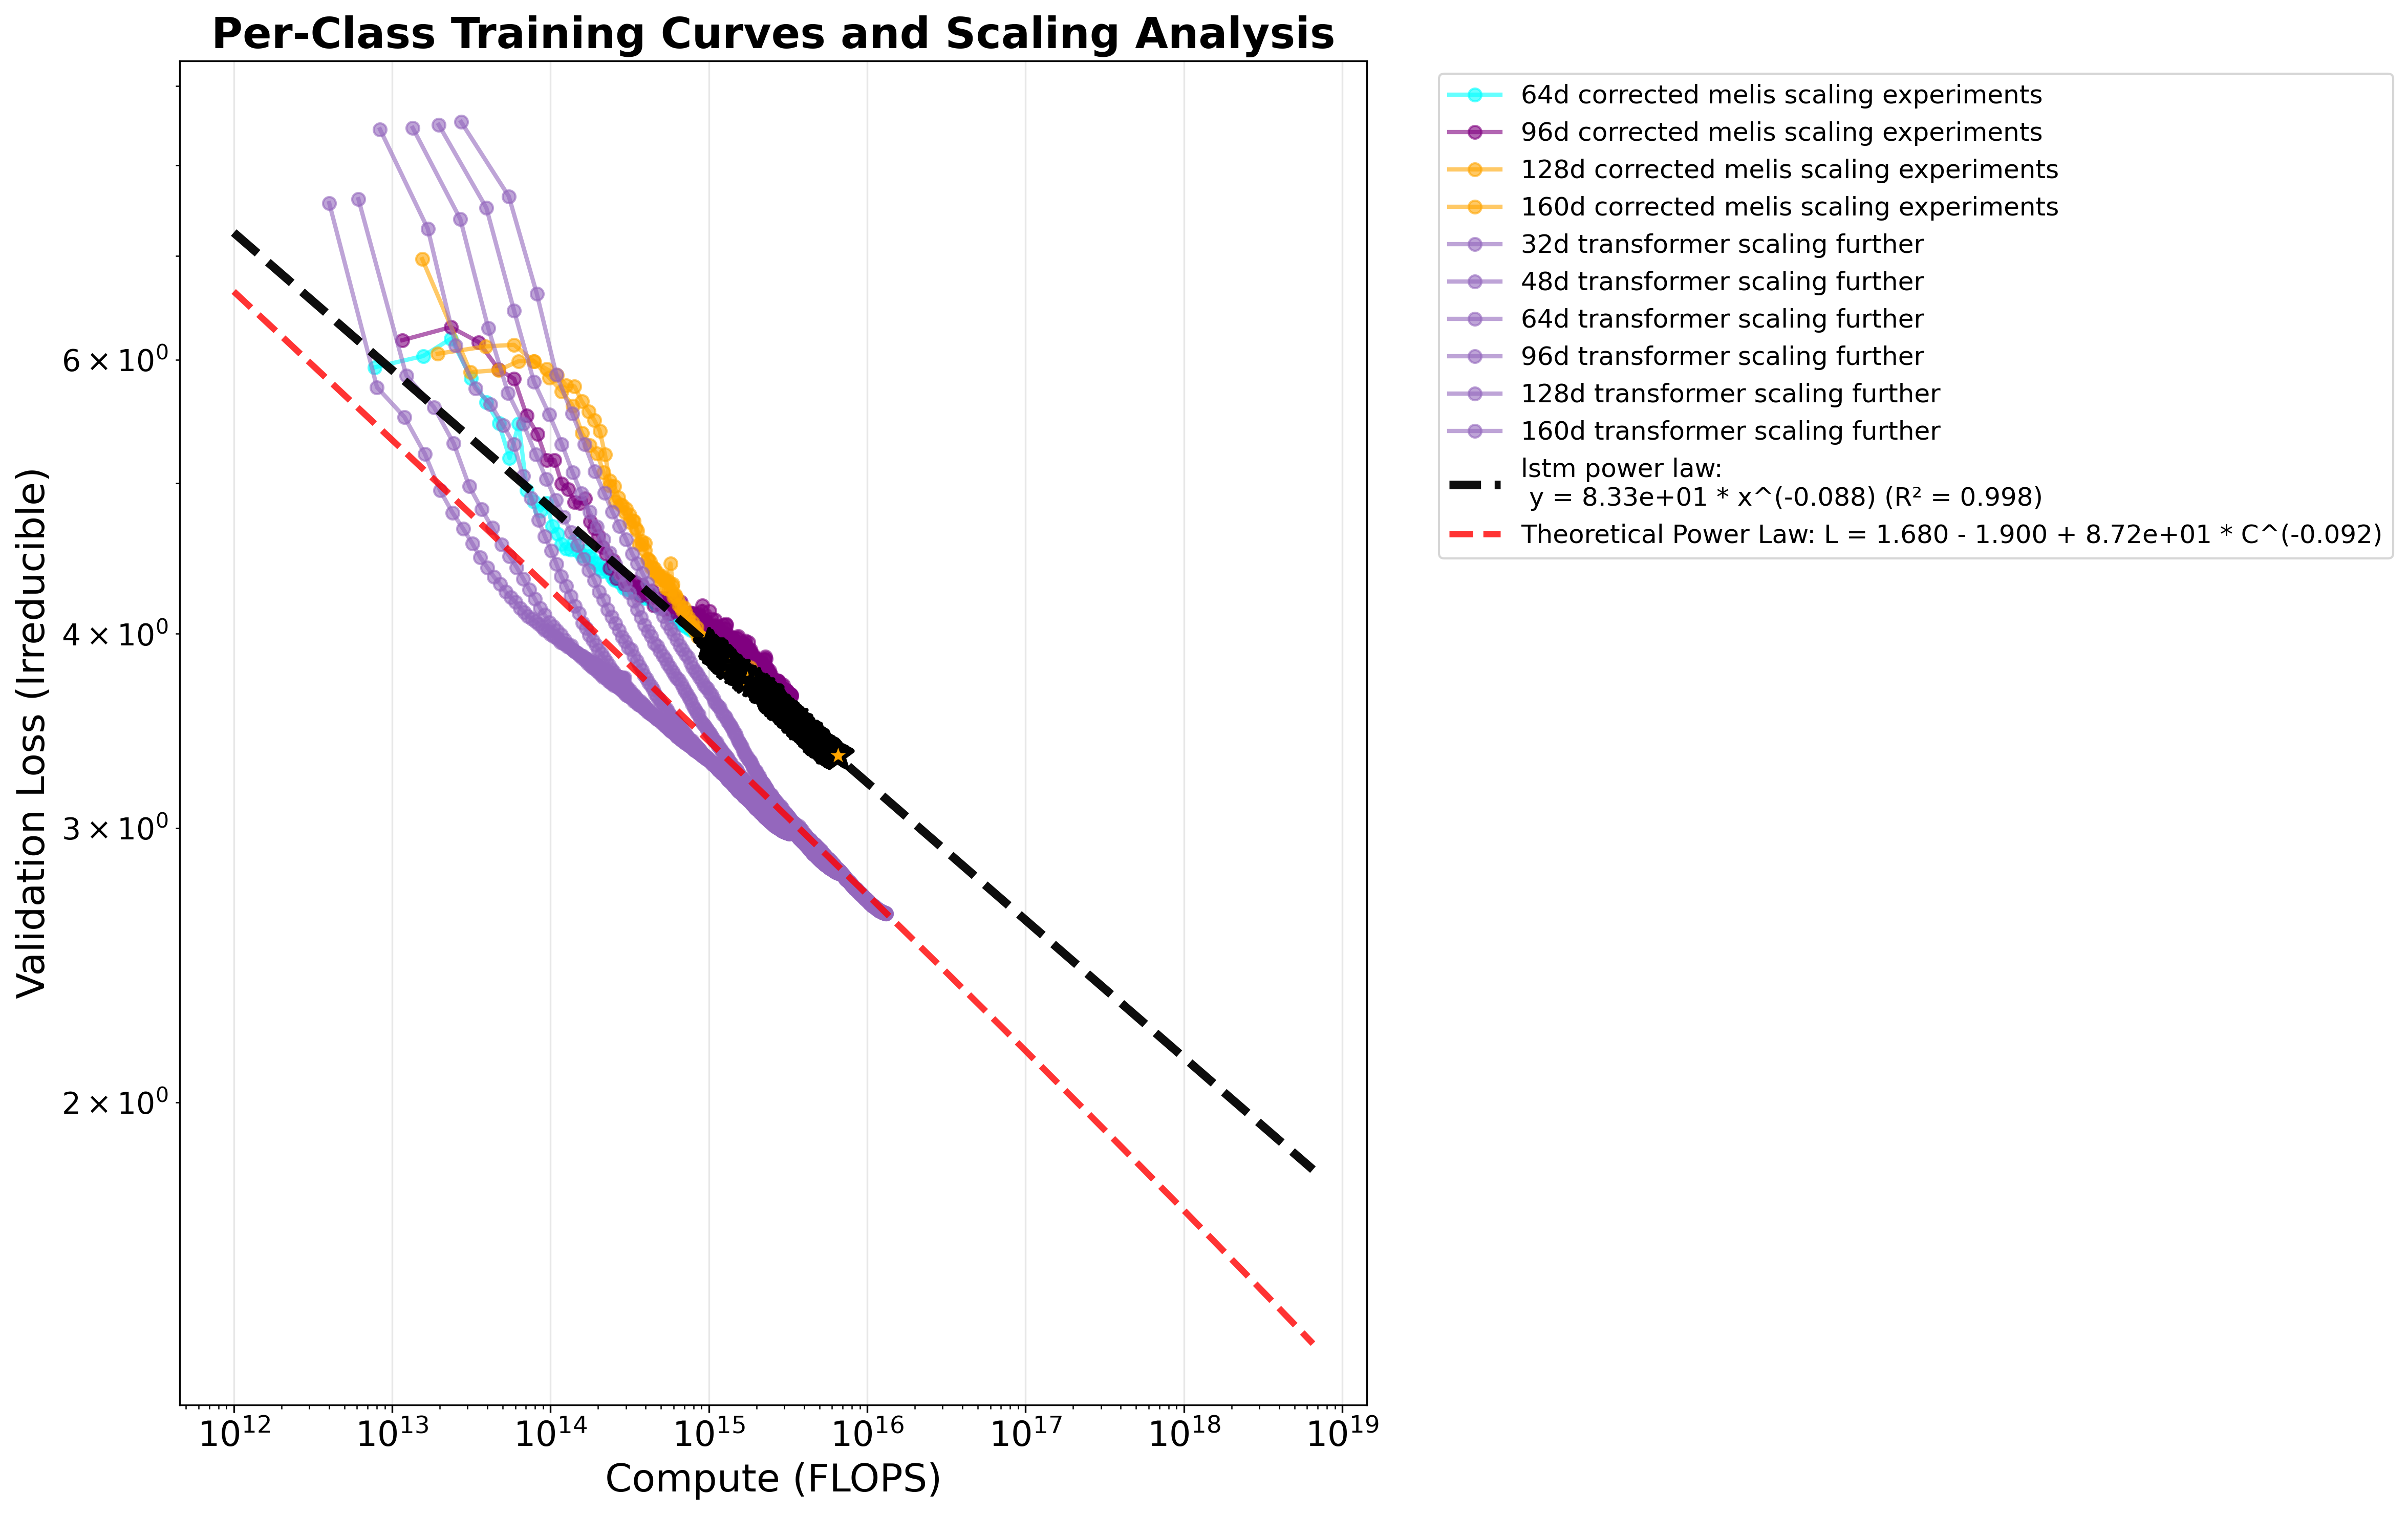 Per-Class Training Curves and Scaling Analysis
Validation Loss (Irreducible)
6 × 10⁰
4 × 10⁰
3 × 10⁰
2 × 10⁰
10¹² 10¹³ 10¹⁴ 10¹⁵ 10¹⁶ 10¹⁷ 10¹⁸ 10¹⁹
Compute (FLOPS)
64d corrected melis scaling experiments
96d corrected melis scaling experiments
128d corrected melis scaling experiments
160d corrected melis scaling experiments
32d transformer scaling further
48d transformer scaling further
64d transformer scaling further
96d transformer scaling further
128d transformer scaling further
160d transformer scaling further
lstm power law:
y = 8.33e+01 * x^(-0.088) (R² = 0.998)
Theoretical Power Law: L = 1.680 - 1.900 + 8.72e+01 * C^(-0.092)